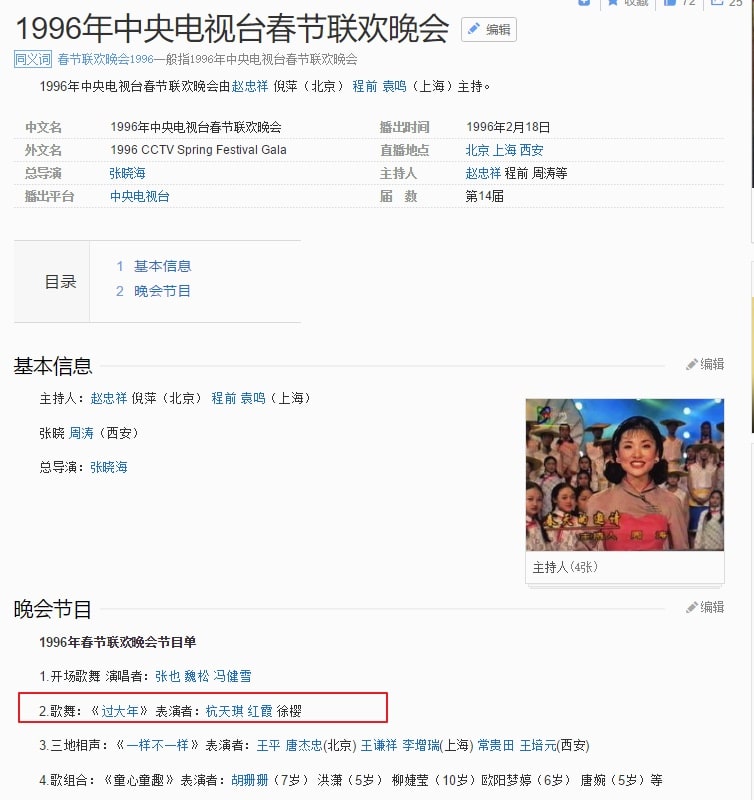 收藏 72 25
1996年中央电视台春节联欢晚会 编辑
同义词 春节联欢晚会1996一般指1996年中央电视台春节联欢晚会
1996年中央电视台春节联欢晚会由赵忠祥 倪萍（北京） 程前 袁鸣（上海）主持。
中文名 1996年中央电视台春节联欢晚会 播出时间 1996年2月18日
外文名 1996 CCTV Spring Festival Gala 直播地点 北京 上海 西安
总导演 张晓海 主持人 赵忠祥 程前 周涛等
播出平台 中央电视台 届 数 第14届
目录
1 基本信息
2 晚会节目
基本信息 编辑
主持人：赵忠祥 倪萍（北京） 程前 袁鸣（上海）
张晓 周涛（西安）
总导演：张晓海
春天的邀请
主持人 周涛
主持人(4张)
晚会节目 编辑
1996年春节联欢晚会节目单
1.开场歌舞 演唱者：张也 魏松 冯健雪
2.歌舞：《过大年》 表演者：杭天琪 红霞 徐樱
3.三地相声：《一样不一样》 表演者：王平 唐杰忠(北京) 王谦祥 李增瑞(上海) 常贵田 王培元(西安)
4.歌组合：《童心童趣》 表演者：胡珊珊（7岁） 洪潇（5岁） 柳婕莹（10岁）欧阳梦婷（6岁） 唐婉（5岁）等